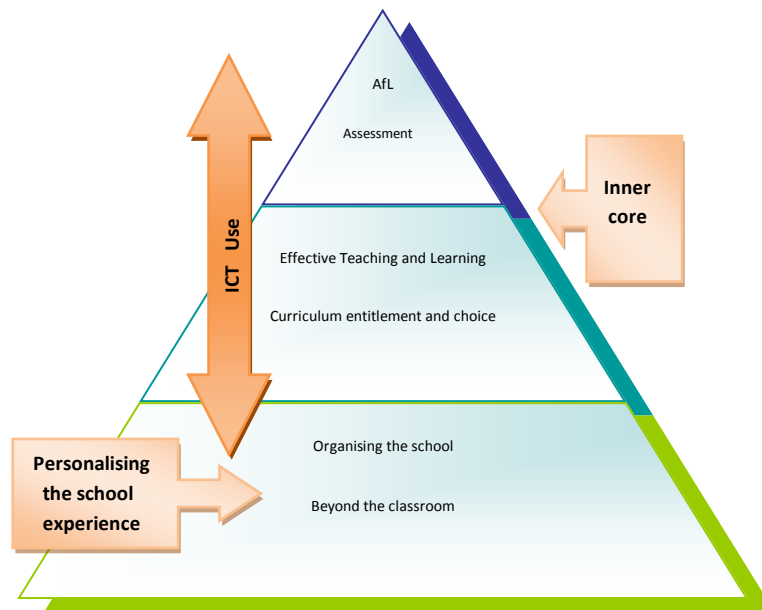 AfL
Assessment
Inner
core
ICT Use
Effective Teaching and Learning
Curriculum entitlement and choice
Organising the school
Personalising
the school
experience
Beyond the classroom